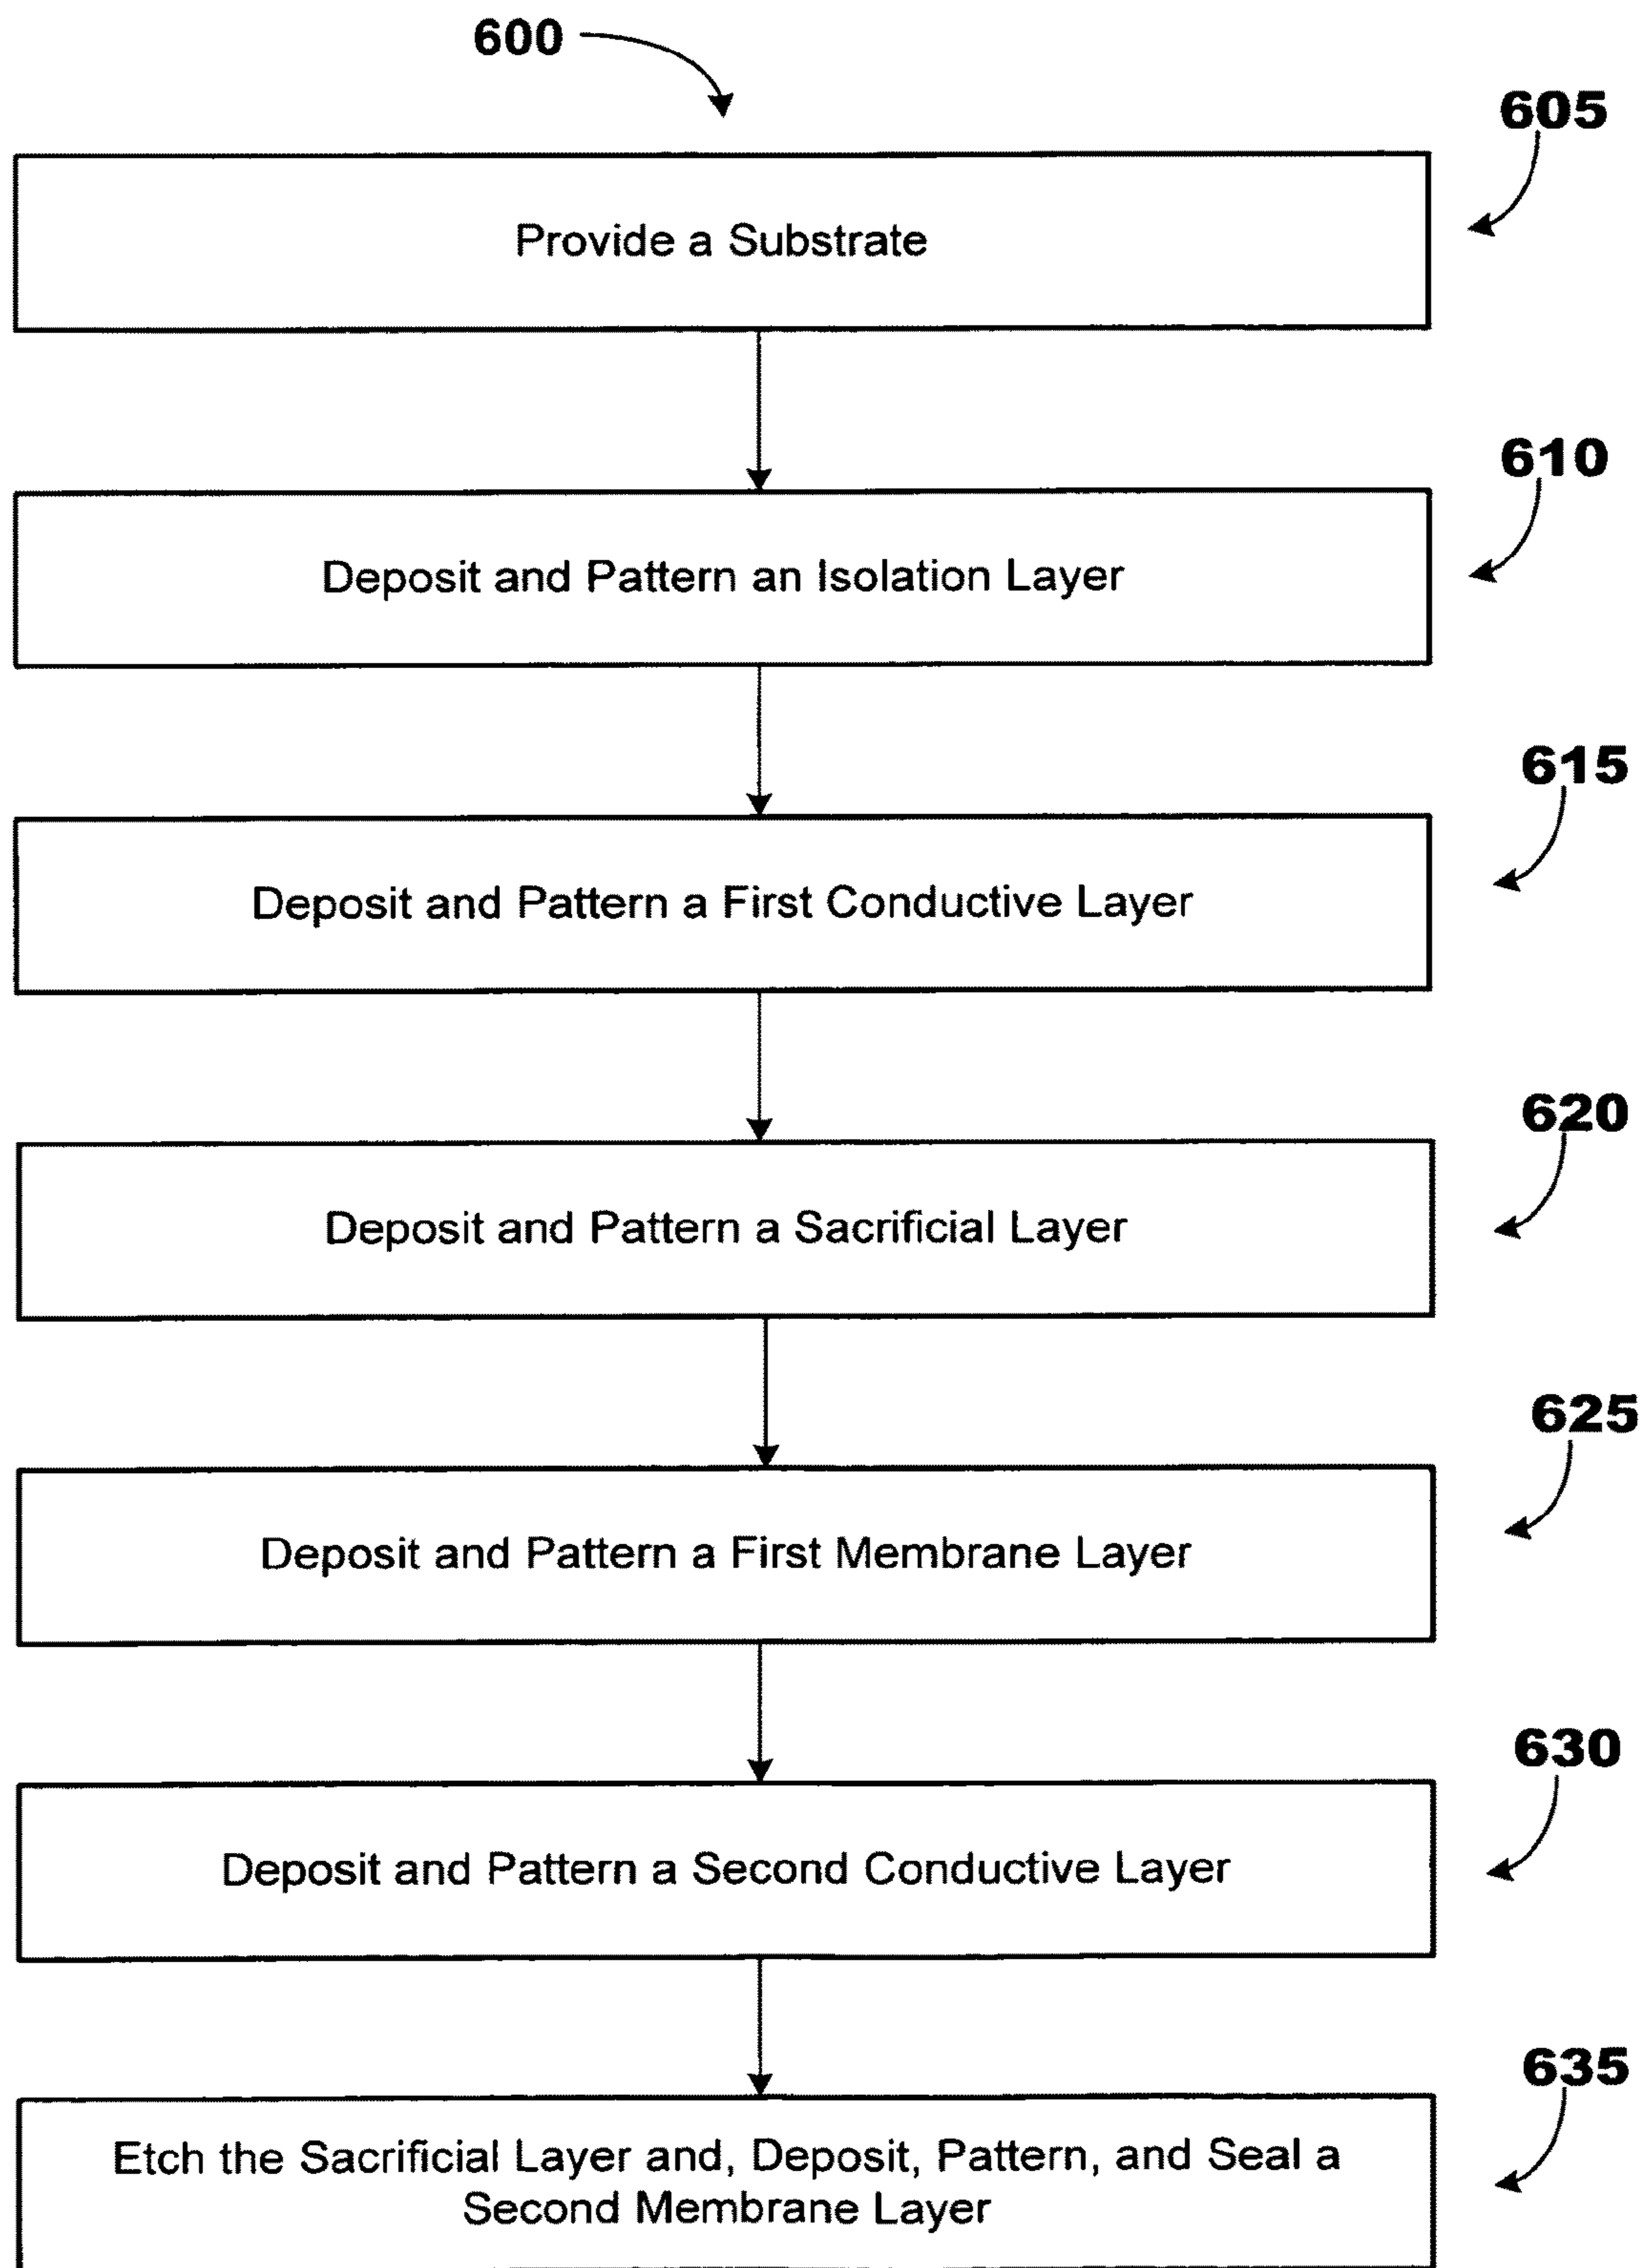 600
605
Provide a Substrate
610
Deposit and Pattern an Isolation Layer
615
Deposit and Pattern a First Conductive Layer
620
Deposit and Pattern a Sacrificial Layer
625
Deposit and Pattern a First Membrane Layer
630
Deposit and Pattern a Second Conductive Layer
635
Etch the Sacrificial Layer and, Deposit, Pattern, and Seal a
Second Membrane Layer